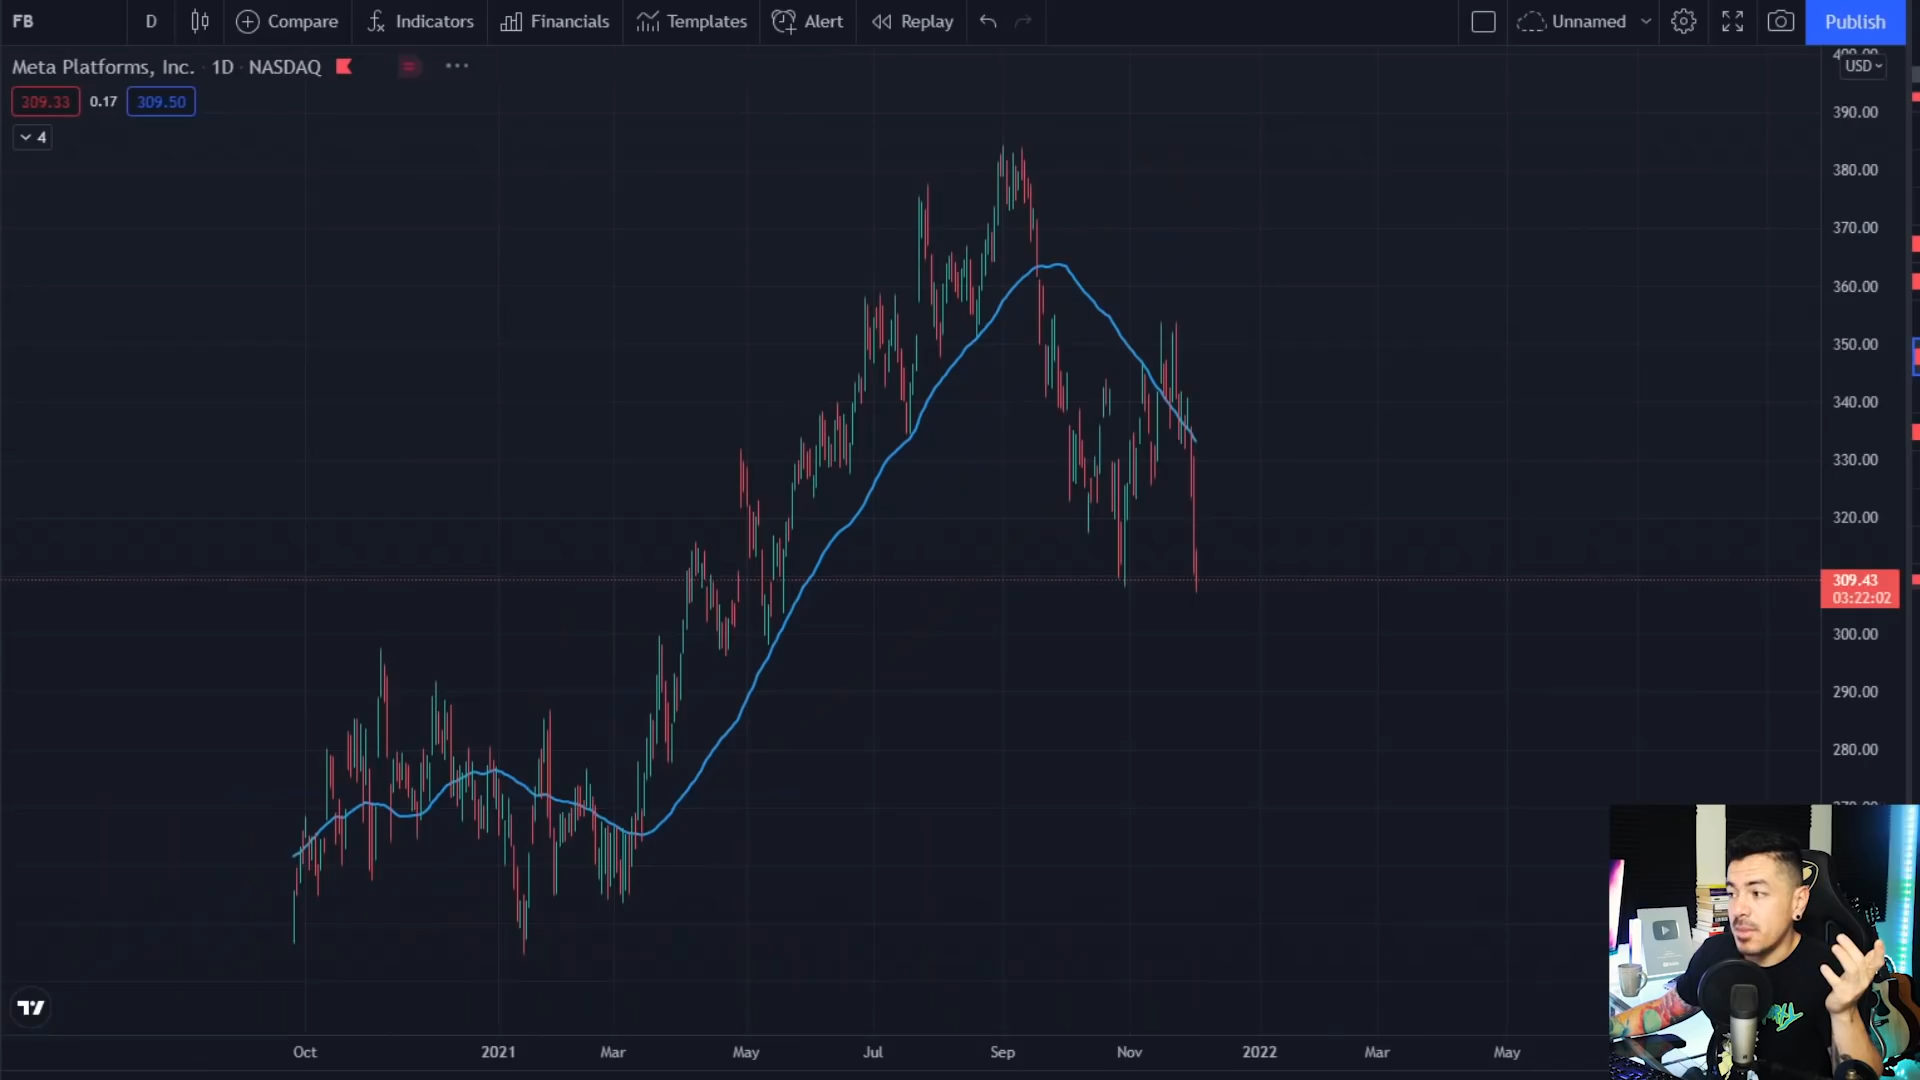 FB D Compare Indicators Financials Templates Alert Replay Unnamed Publish
Meta Platforms, Inc. · 1D · NASDAQ
309.33 0.17 309.50
4
USD
390.00
380.00
370.00
360.00
350.00
340.00
330.00
320.00
309.43
03:22:02
300.00
290.00
280.00
Oct 2021 Mar May Jul Sep Nov 2022 Mar May